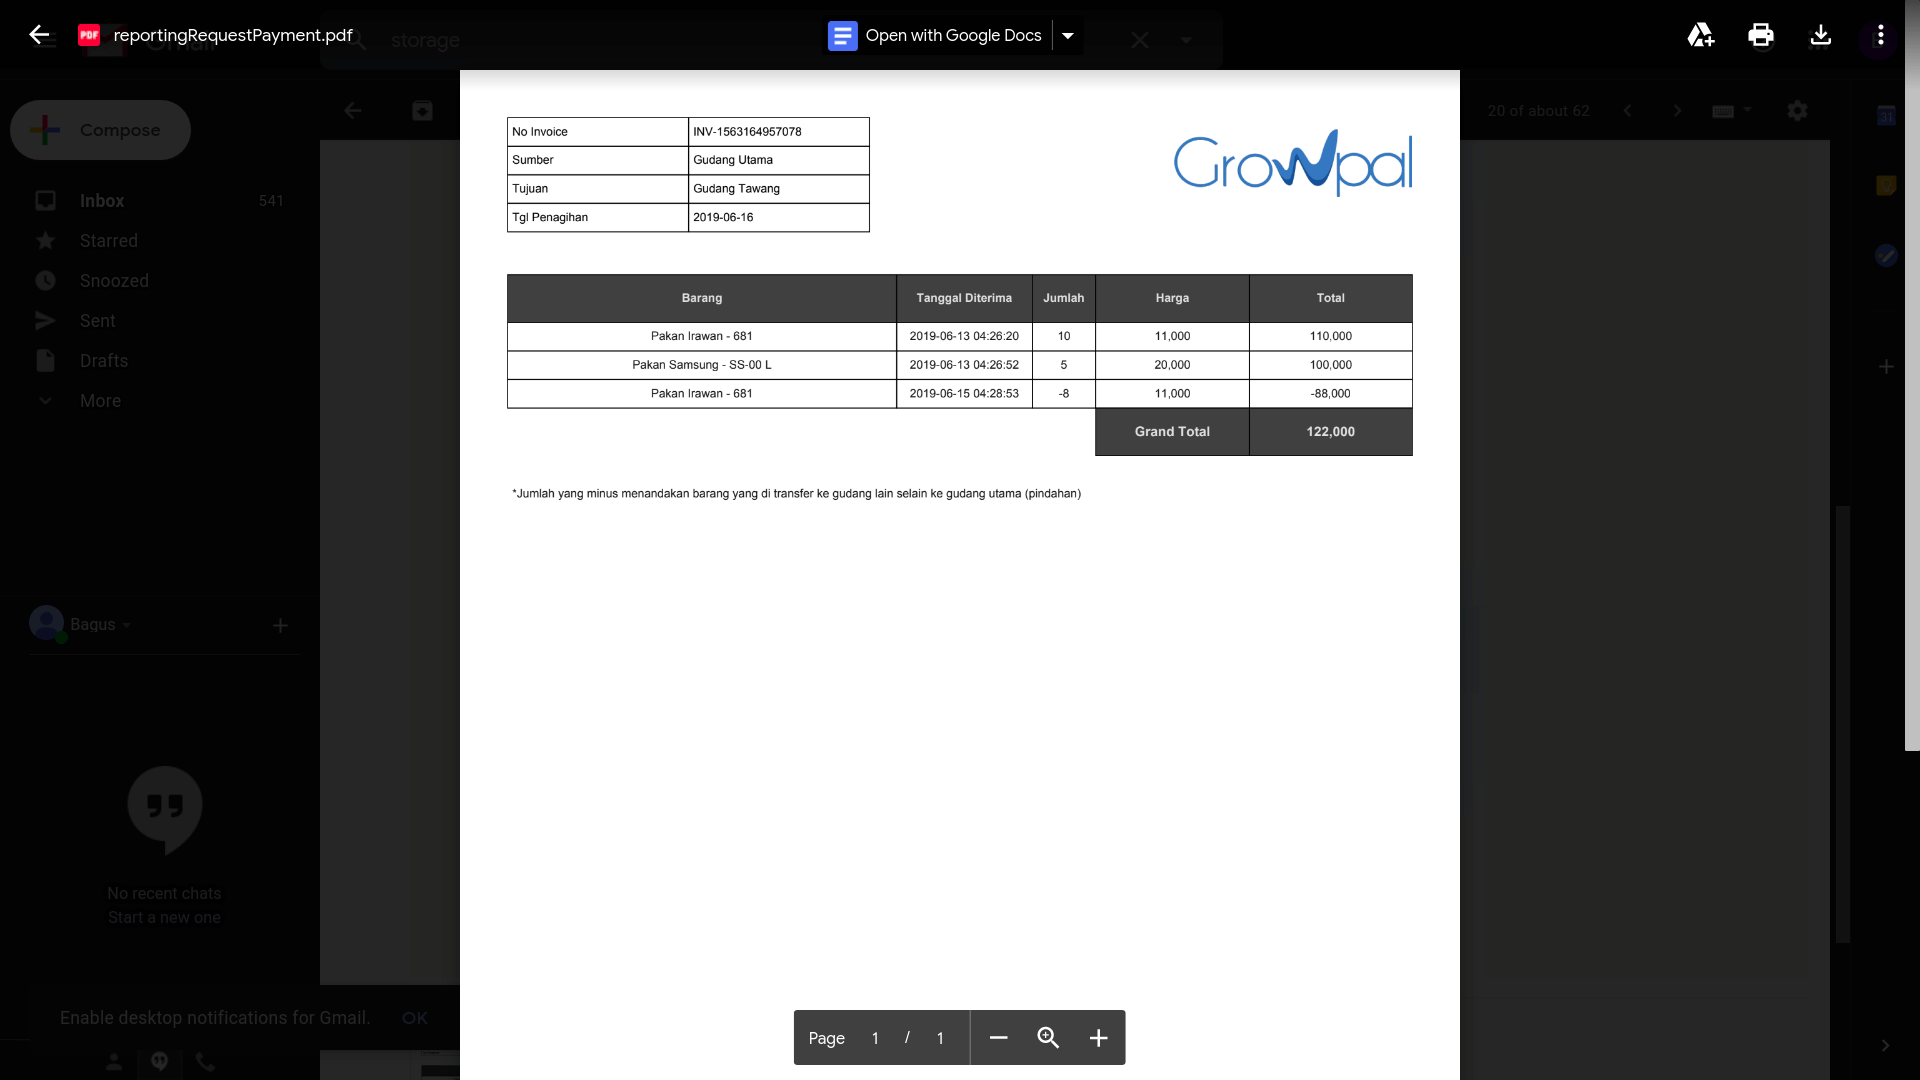 reportingRequestPayment.pdf
storage
Open with Google Docs
Compose
20 of about 62
31
Inbox 541
Starred
Snoozed
Sent
Drafts
More
Bagus
No recent chats
Start a new one
Enable desktop notifications for Gmail. OK
No Invoice INV-1563164957078
Sumber Gudang Utama
Tujuan Gudang Tawang
Tgl Penagihan 2019-06-16
Growpal
Barang Tanggal Diterima Jumlah Harga Total
Pakan Irawan - 681 2019-06-13 04:26:20 10 11,000 110,000
Pakan Samsung - SS-00 L 2019-06-13 04:26:52 5 20,000 100,000
Pakan Irawan - 681 2019-06-15 04:28:53 -8 11,000 -88,000
Grand Total 122,000
*Jumlah yang minus menandakan barang yang di transfer ke gudang lain selain ke gudang utama (pindahan)
Page 1 / 1